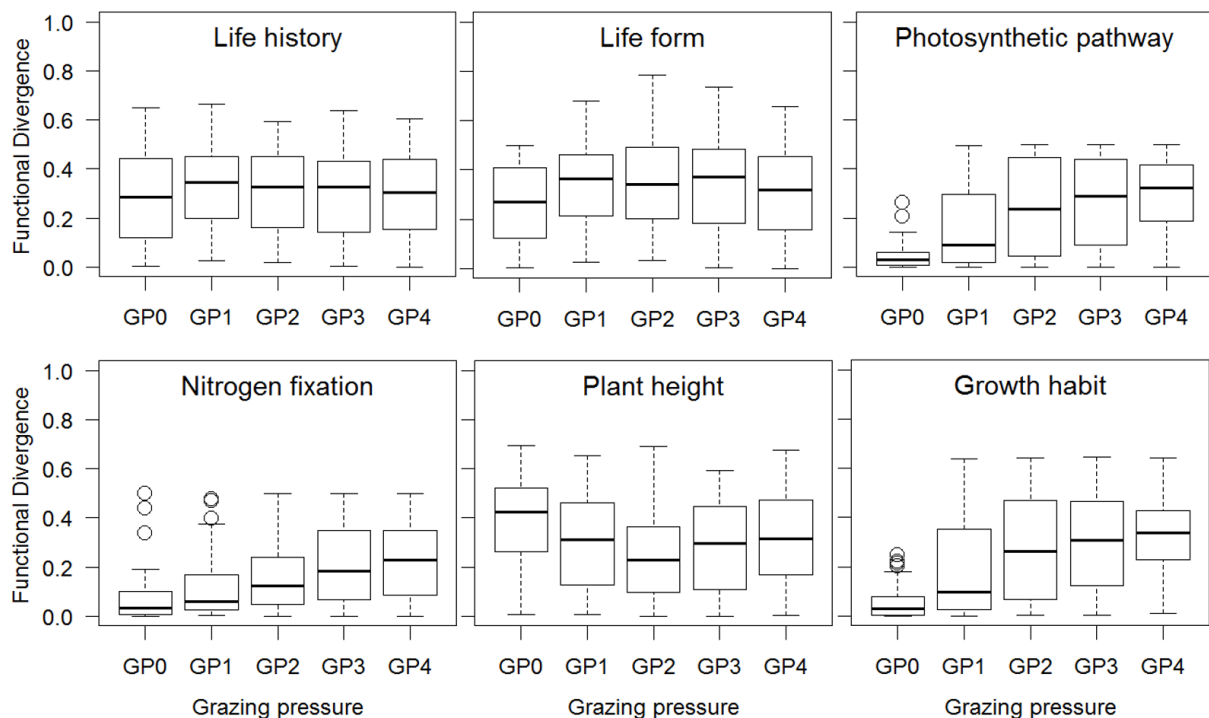 Life history
Life form
Photosynthetic pathway
Functional Divergence
1.0
0.8
0.6
0.4
0.2
0.0
GP0 GP1 GP2 GP3 GP4
GP0 GP1 GP2 GP3 GP4
GP0 GP1 GP2 GP3 GP4
Nitrogen fixation
Plant height
Growth habit
Functional Divergence
1.0
0.8
0.6
0.4
0.2
0.0
GP0 GP1 GP2 GP3 GP4
GP0 GP1 GP2 GP3 GP4
GP0 GP1 GP2 GP3 GP4
Grazing pressure
Grazing pressure
Grazing pressure